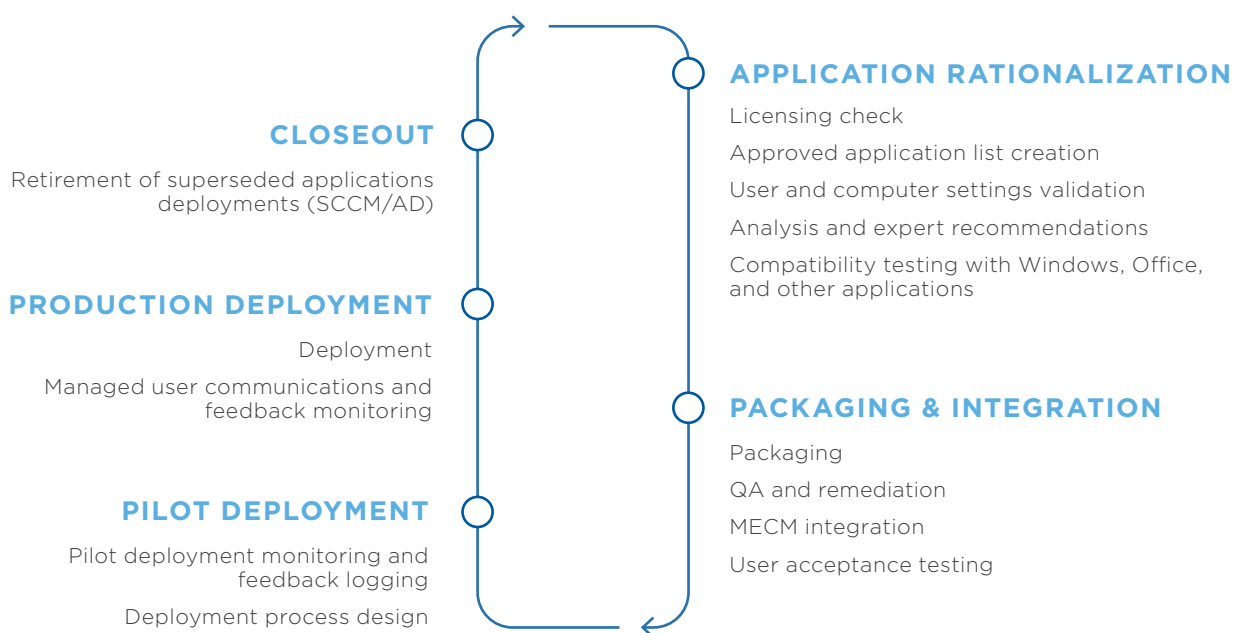 APPLICATION RATIONALIZATION
Licensing check
Approved application list creation
User and computer settings validation
Analysis and expert recommendations
Compatibility testing with Windows, Office,
and other applications
PACKAGING & INTEGRATION
Packaging
QA and remediation
MECM integration
User acceptance testing
PILOT DEPLOYMENT
Pilot deployment monitoring and
feedback logging
Deployment process design
PRODUCTION DEPLOYMENT
Deployment
Managed user communications and
feedback monitoring
CLOSEOUT
Retirement of superseded applications
deployments (SCCM/AD)